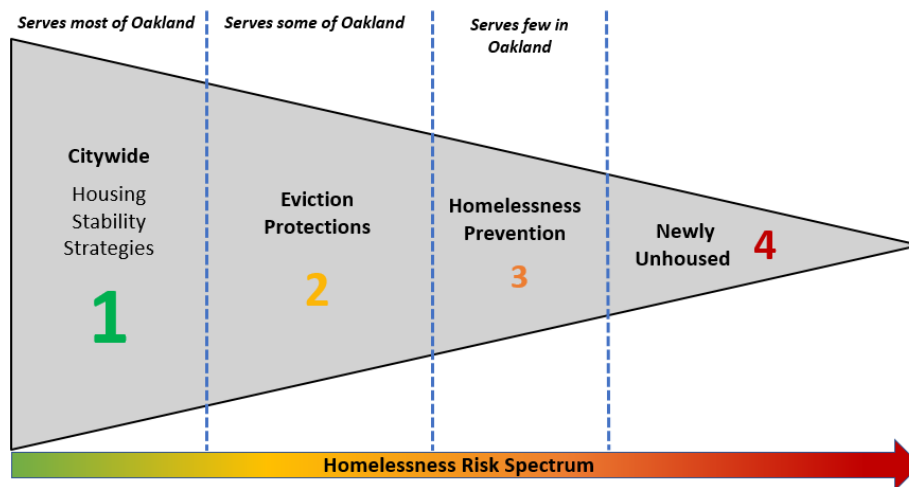 Serves most of Oakland
Serves some of Oakland
Serves few in
Oakland
Citywide
Housing
Stability
Strategies
1
Eviction
Protections
2
Homelessness
Prevention
3
Newly
Unhoused
4
Homelessness Risk Spectrum